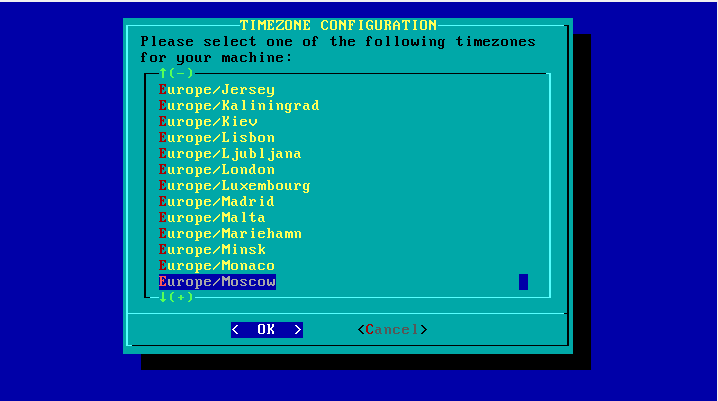 TIMEZONE CONFIGURATION
Please select one of the following timezones
for your machine:
↑(-)
Europe/Jersey
Europe/Kaliningrad
Europe/Kiev
Europe/Lisbon
Europe/Ljubljana
Europe/London
Europe/Luxembourg
Europe/Madrid
Europe/Malta
Europe/Mariehamn
Europe/Minsk
Europe/Monaco
Europe/Moscow
↓(+)
< OK > <Cancel>